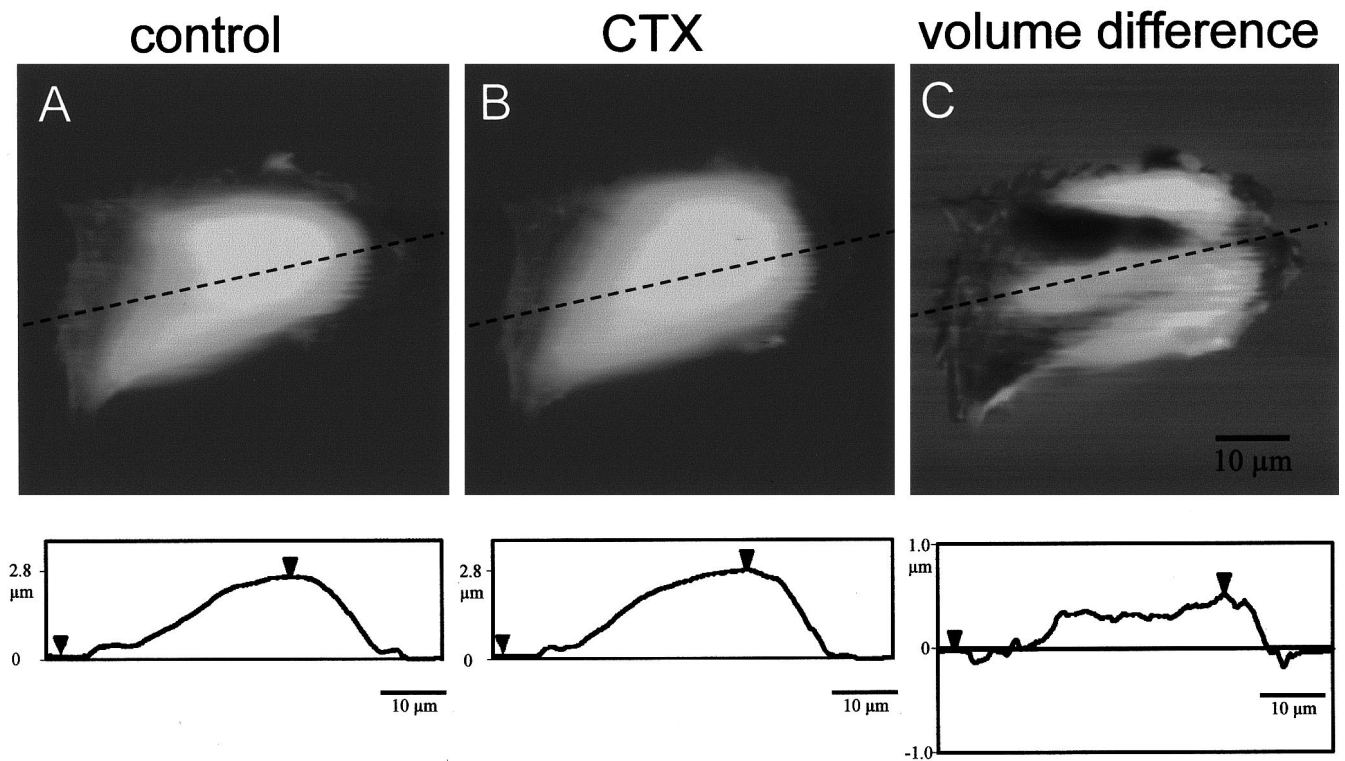 control
CTX
volume difference
A
B
C
10 μm
2.8
μm
0
10 μm
2.8
μm
0
10 μm
1.0
μm
0
-1.0
10 μm